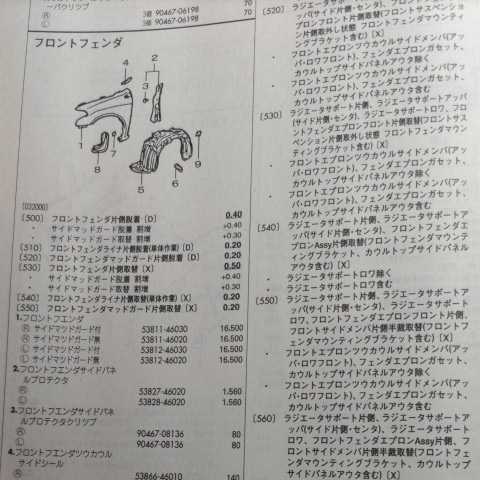 ーパクリップ
Ⓡ 3個 90467-06198 70
Ⓛ 3個 90467-06198 70
フロントフェンダ
4
2
3
1
8
7
5
6
9
[032000]
[500] フロントフェンダ片側脱着 [D] 0.40
・ サイドマッドガード脱着 割増 +0.40
・ サイドマッドガード取替 割増 +0.30
[510] フロントフェンダライナ片側脱着(単体作業) [D] 0.20
[520] フロントフェンダマッドガード片側脱着 [D] 0.20
[530] フロントフェンダ片側取替 [X] 0.50
・ サイドマッドガード脱着 割増 +0.40
・ サイドマッドガード取替 割増 +0.30
[540] フロントフェンダライナ片側取替(単体作業) [X] 0.20
[550] フロントフェンダマッドガード片側取替 [X] 0.20
1.フロントフエンダ
Ⓡ サイドマツドガード付 53811-46030 16,500
Ⓡ サイドマツドガード無 53811-46020 16,500
Ⓛ サイドマツドガード付 53812-46030 16,500
Ⓛ サイドマツドガード無 53812-46020 16,500
2.フロントフエンダサイドパネ
ルプロテクタ
Ⓡ 53827-46020 1,560
Ⓛ 53828-46020 1,560
3.フロントフエンダサイドパネ
ルプロテクタクリツプ
Ⓡ 90467-08136 80
Ⓛ 90467-08136 80
4.フロントフエンダツウカウル
サイドシール
Ⓡ 53866-46010 140
[520] ラジエータサポート片側、ラジエータサポートア
ッパ(サイド片側・センタ)、フロントフェンダエ
プロンフロント片側取替(フロントサスペンショ
ン片側取外し状態 フロントフェンダマウンティ
ングブラケット含む) [X]
・ フロントエプロンツウカウルサイドメンバ(アッ
パ・ロワフロント)、フェンダエプロンガセット、
カウルトップサイドパネルアウタ除く
・ フロントエプロンツウカウルサイドメンバ(アッ
パ・ロワフロント)、フェンダエプロンガセット、
カウルトップサイドパネルアウタ含む
[530] ラジエータサポート片側、ラジエータサポートアッパ
(サイド片側・センタ)、ラジエータサポートロワ、フロ
ントフェンダエプロンフロント片側取替(フロントサス
ペンション片側取外し状態 フロントフェンダマウン
ティングブラケット含む) [X]
・ フロントエプロンツウカウルサイドメンバ(アッ
パ・ロワフロント)、フェンダエプロンガセット、
カウルトップサイドパネルアウタ除く
・ フロントエプロンツウカウルサイドメンバ(アッ
パ・ロワフロント)、フェンダエプロンガセット、
カウルトップサイドパネルアウタ含む
[540] ラジエータサポート片側、ラジエータサポートア
ッパ(サイド片側・センタ)、フロントフェンダエ
プロンAssy片側取替(フロントフェンダマウンテ
ィングブラケット、カウルトップサイドパネル
アウタ含む) [X]
・ ラジエータサポートロワ除く
・ ラジエータサポートロワ含む
[550] ラジエータサポート片側、ラジエータサポートア
ッパ(サイド片側・センタ)、ラジエータサポート
ロワ、フロントフェンダエプロンフロント片側、
フロントサイドメンバ片側半裁取替(フロントフ
ェンダマウンティングブラケット含む) [X]
・ フロントエプロンツウカウルサイドメンバ(アッ
パ・ロワフロント)、フェンダエプロンガセット、
カウルトップサイドパネルアウタ除く
・ フロントエプロンツウカウルサイドメンバ(アッ
パ・ロワフロント)、フェンダエプロンガセット、
カウルトップサイドパネルアウタ含む
[560] ラジエータサポート片側、ラジエータサポートア
ッパ(サイド片側・センタ)、ラジエータサポート
ロワ、フロントフェンダエプロンAssy片側、フ
ロントサイドメンバ片側半裁取替(フロントフェ
ンダマウンティングブラケット、カウルトップ
サイドパネルアウタ含む) [X]